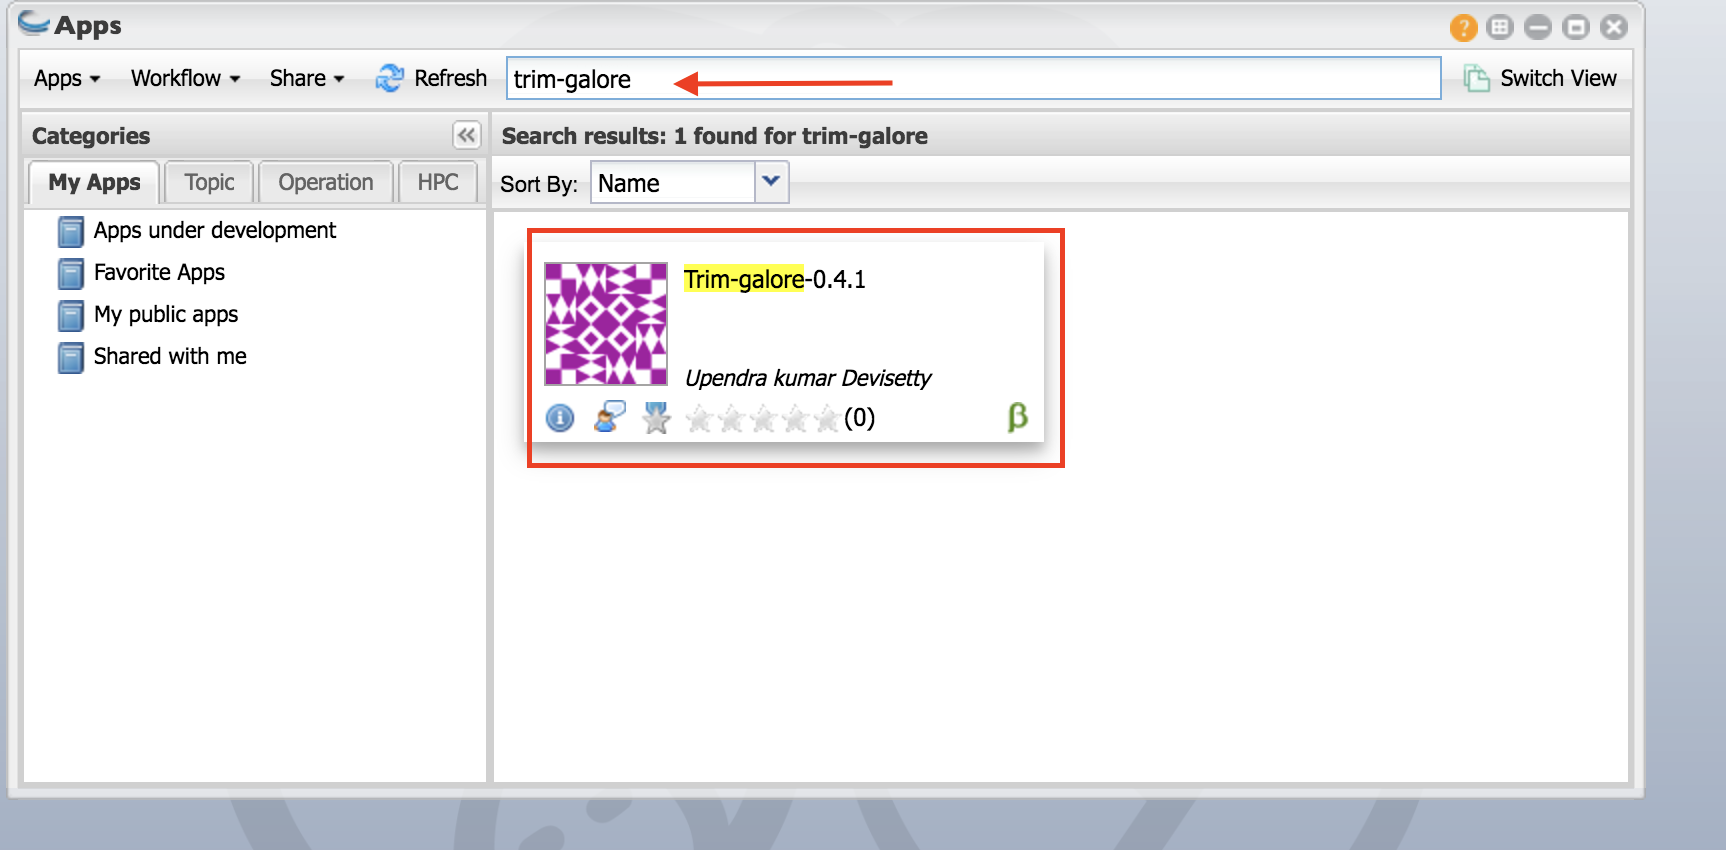 Apps
Apps Workflow Share Refresh trim-galore Switch View
Categories
My Apps Topic Operation HPC
Apps under development
Favorite Apps
My public apps
Shared with me
Search results: 1 found for trim-galore
Sort By: Name
Trim-galore-0.4.1
Upendra kumar Devisetty
(0) β